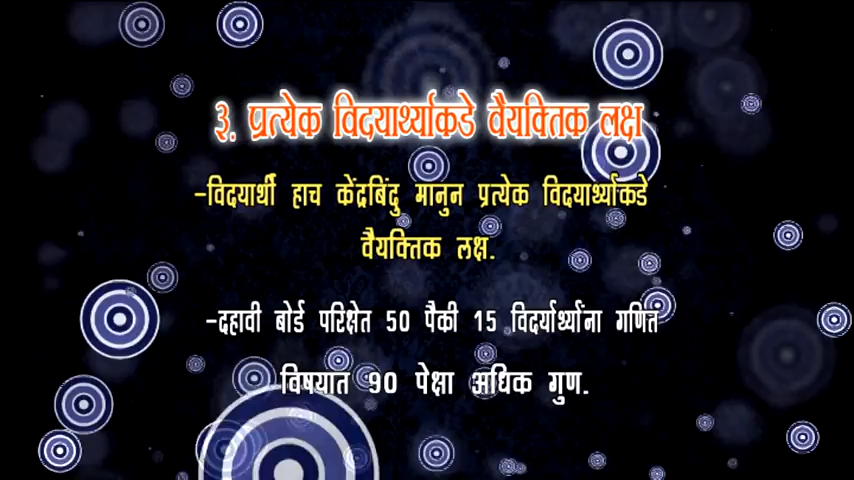 ३. प्रत्येक विदयार्थ्याकडे वैयक्तिक लक्ष
-विदयार्थी हाच केंद्रबिंदु मानुन प्रत्येक विदयार्थ्याकडे
वैयक्तिक लक्ष.
-दहावी बोर्ड परिक्षेत 50 पैकी 15 विदर्यार्थ्यांना गणित
विषयात 90 पेक्षा अधिक गुण.